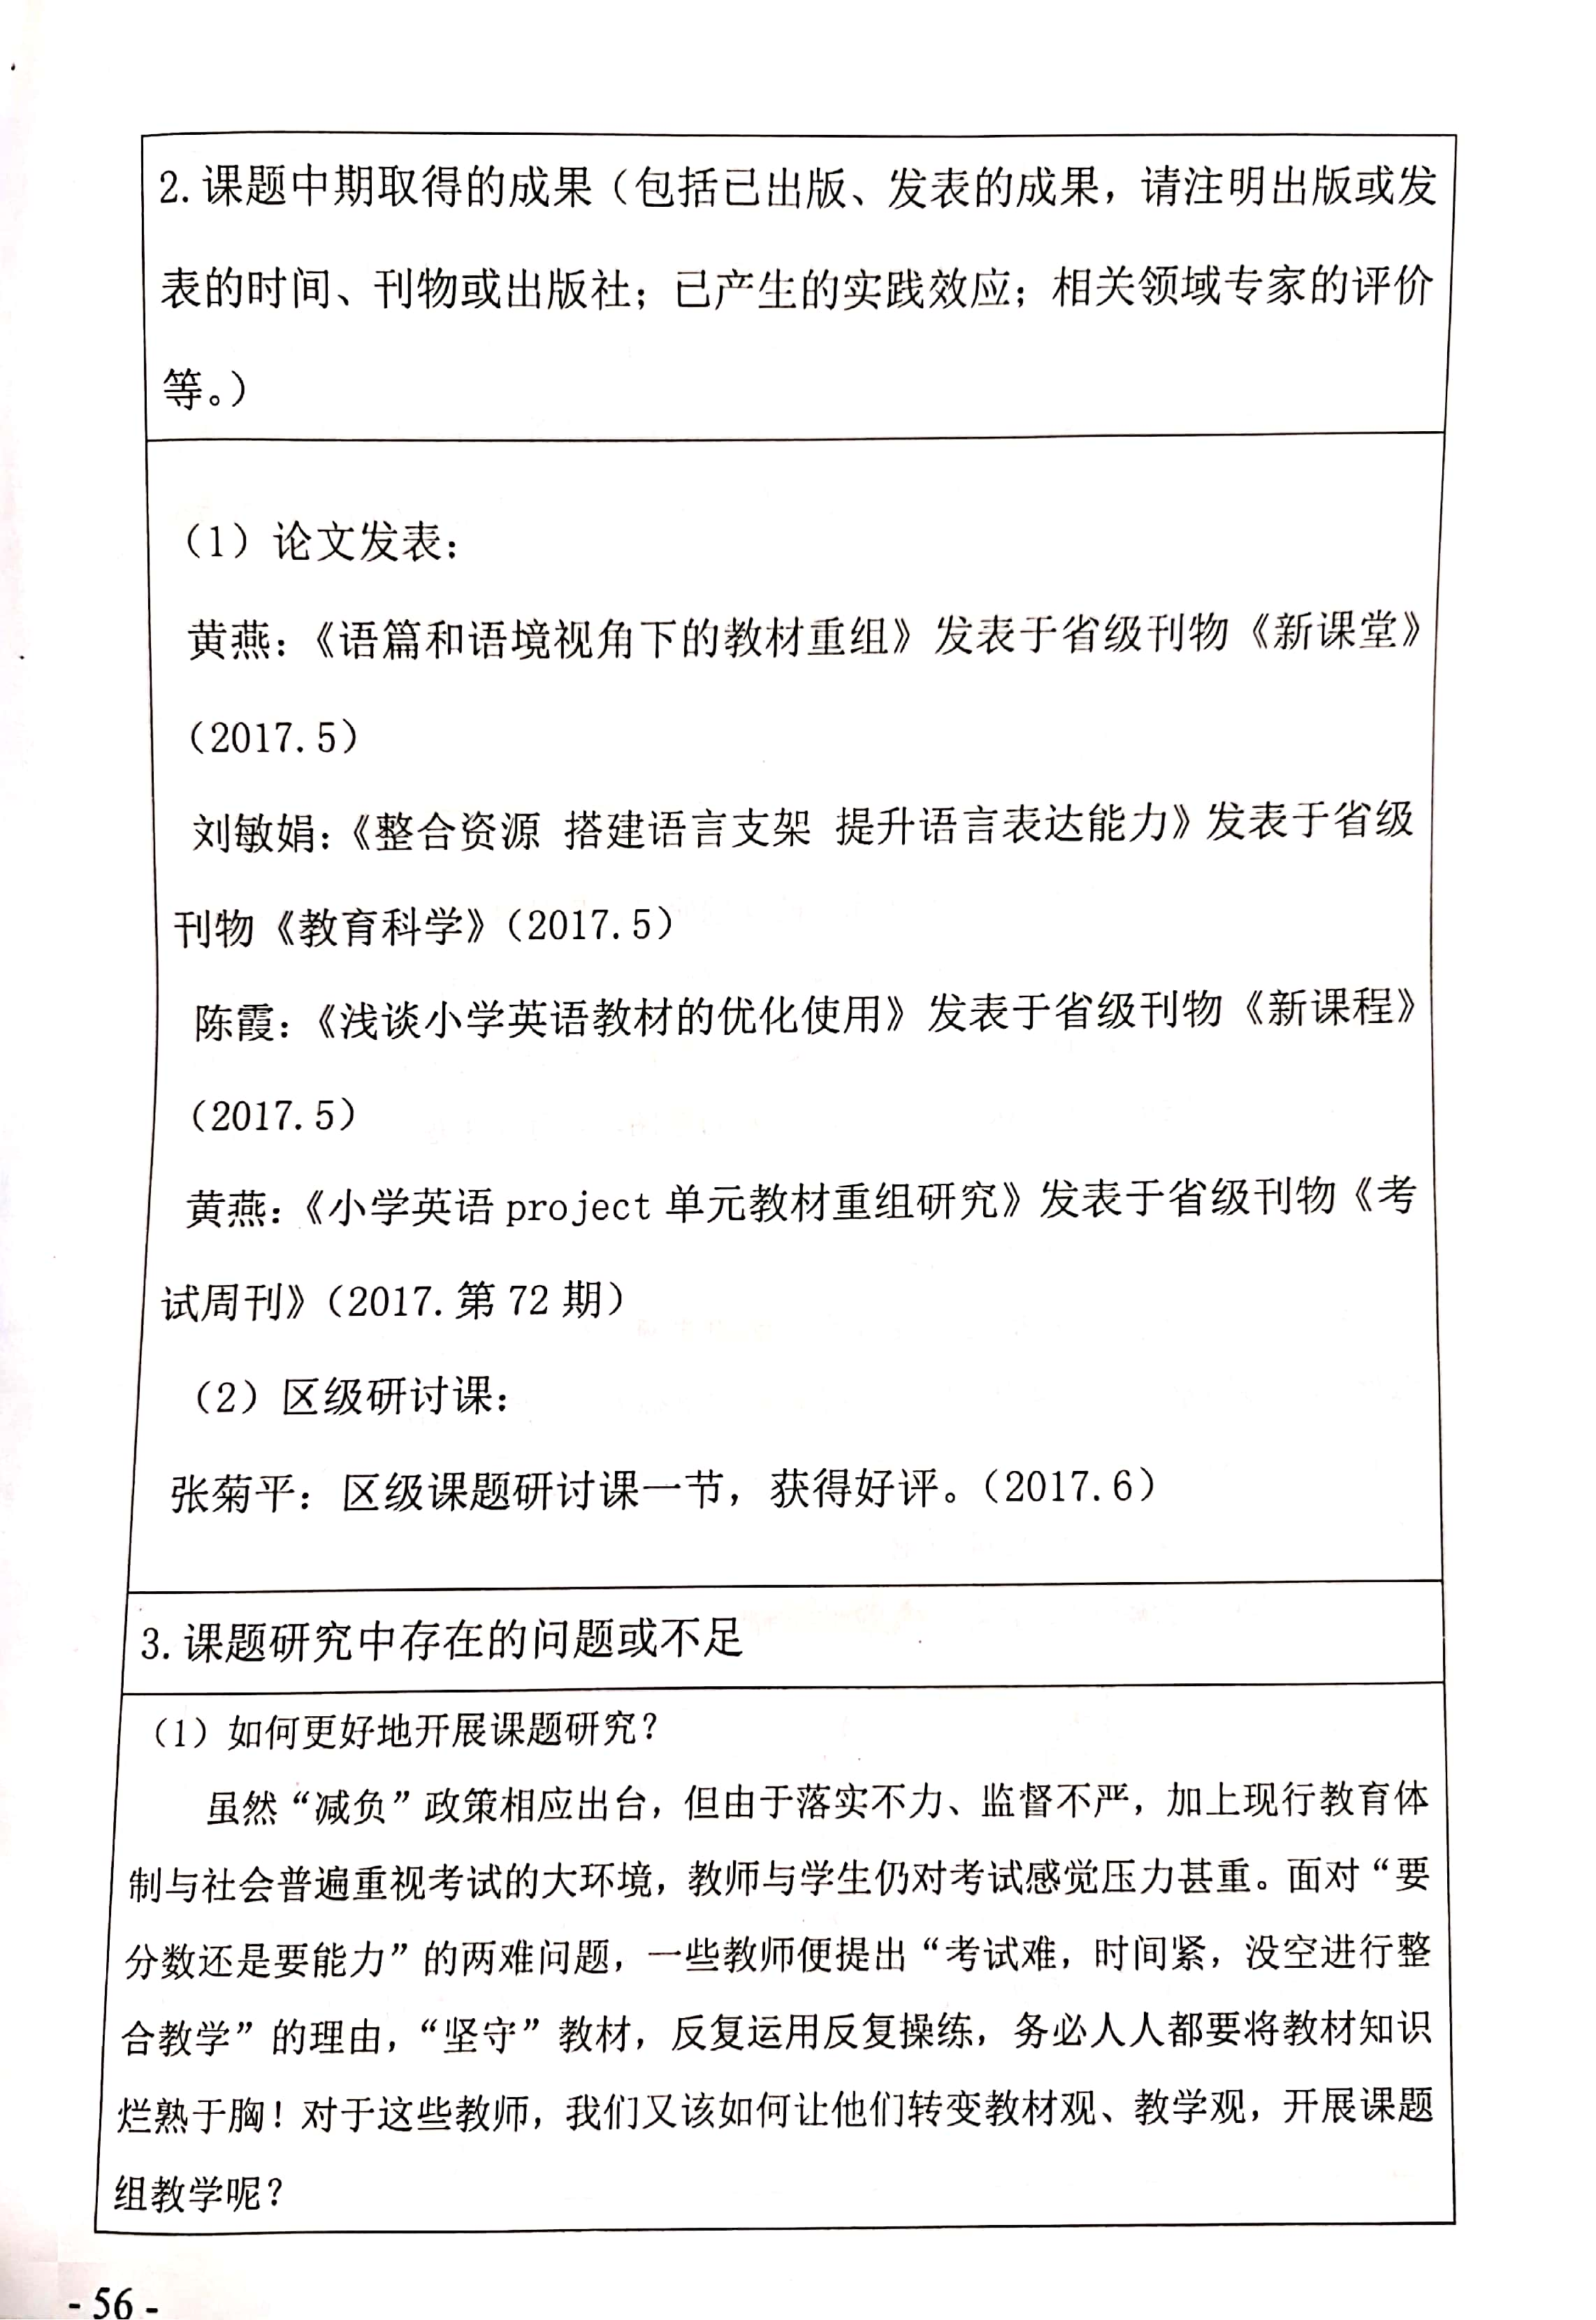 2.课题中期取得的成果（包括已出版、发表的成果，请注明出版或发
表的时间、刊物或出版社；已产生的实践效应；相关领域专家的评价
等。）
（1）论文发表：
黄燕：《语篇和语境视角下的教材重组》发表于省级刊物《新课堂》
（2017.5）
刘敏娟：《整合资源 搭建语言支架 提升语言表达能力》发表于省级
刊物《教育科学》（2017.5）
陈霞：《浅谈小学英语教材的优化使用》发表于省级刊物《新课程》
（2017.5）
黄燕：《小学英语 project 单元教材重组研究》发表于省级刊物《考
试周刊》（2017.第 72 期）
（2）区级研讨课：
张菊平：区级课题研讨课一节，获得好评。（2017.6）
3.课题研究中存在的问题或不足
（1）如何更好地开展课题研究？
虽然“减负”政策相应出台，但由于落实不力、监督不严，加上现行教育体
制与社会普遍重视考试的大环境，教师与学生仍对考试感觉压力甚重。面对“要
分数还是要能力”的两难问题，一些教师便提出“考试难，时间紧，没空进行整
合教学”的理由，“坚守”教材，反复运用反复操练，务必人人都要将教材知识
烂熟于胸！对于这些教师，我们又该如何让他们转变教材观、教学观，开展课题
组教学呢？
- 56 -